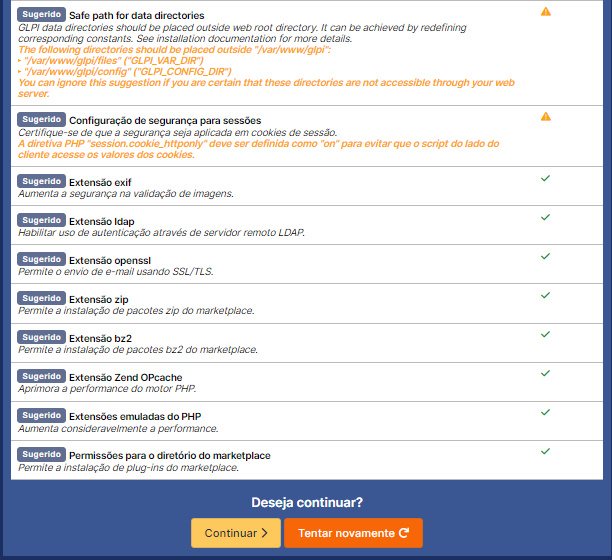 Sugerido Safe path for data directories
GLPI data directories should be placed outside web root directory. It can be achieved by redefining
corresponding constants. See installation documentation for more details.
The following directories should be placed outside "/var/www/glpi":
‣ "/var/www/glpi/files" ("GLPI_VAR_DIR")
‣ "/var/www/glpi/config" ("GLPI_CONFIG_DIR")
You can ignore this suggestion if you are certain that these directories are not accessible through your web
server.
Sugerido Configuração de segurança para sessões
Certifique-se de que a segurança seja aplicada em cookies de sessão.
A diretiva PHP "session.cookie_httponly" deve ser definida como "on" para evitar que o script do lado do
cliente acesse os valores dos cookies.
Sugerido Extensão exif
Aumenta a segurança na validação de imagens.
Sugerido Extensão ldap
Habilitar uso de autenticação através de servidor remoto LDAP.
Sugerido Extensão openssl
Permite o envio de e-mail usando SSL/TLS.
Sugerido Extensão zip
Permite a instalação de pacotes zip do marketplace.
Sugerido Extensão bz2
Permite a instalação de pacotes bz2 do marketplace.
Sugerido Extensão Zend OPcache
Aprimora a performance do motor PHP.
Sugerido Extensões emuladas do PHP
Aumenta consideravelmente a performance.
Sugerido Permissões para o diretório do marketplace
Permite a instalação de plug-ins do marketplace.
Deseja continuar?
Continuar
Tentar novamente